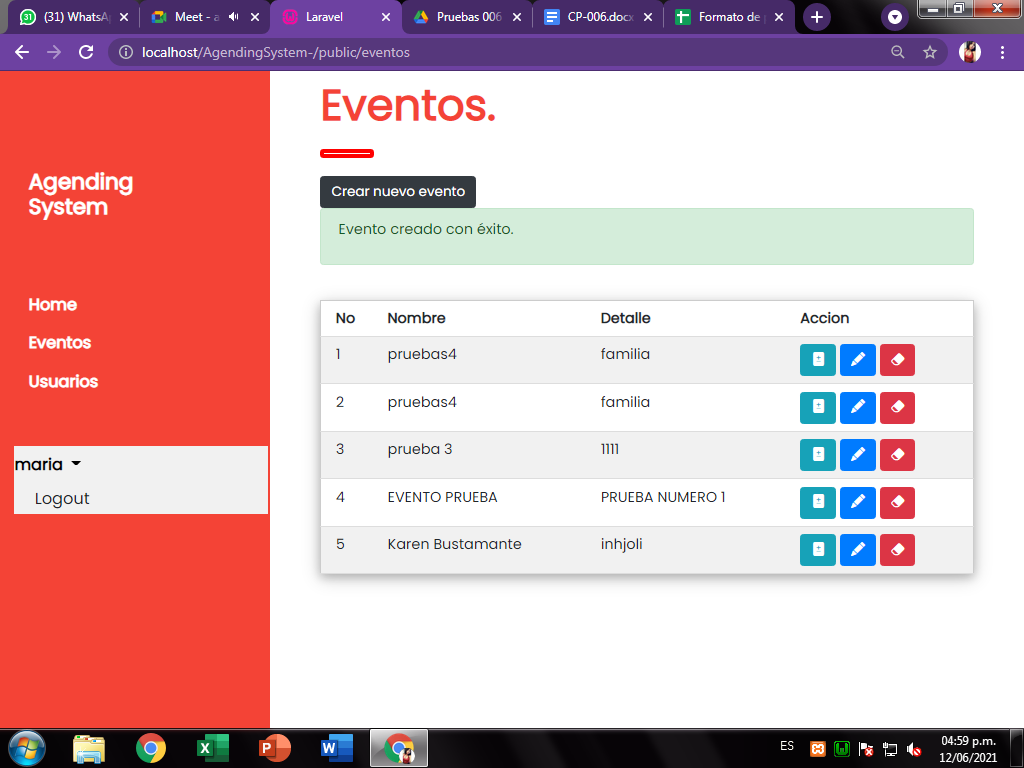 (31) WhatsA
Meet - a
Laravel
Pruebas 006
CP-006.docx
Formato de
localhost/AgendingSystem-/public/eventos
Agending
System
Home
Eventos
Usuarios
maria
Logout
Eventos.
Crear nuevo evento
Evento creado con éxito.
No Nombre Detalle Accion
1 pruebas4 familia
2 pruebas4 familia
3 prueba 3 1111
4 EVENTO PRUEBA PRUEBA NUMERO 1
5 Karen Bustamante inhjoli
ES
04:59 p.m.
12/06/2021